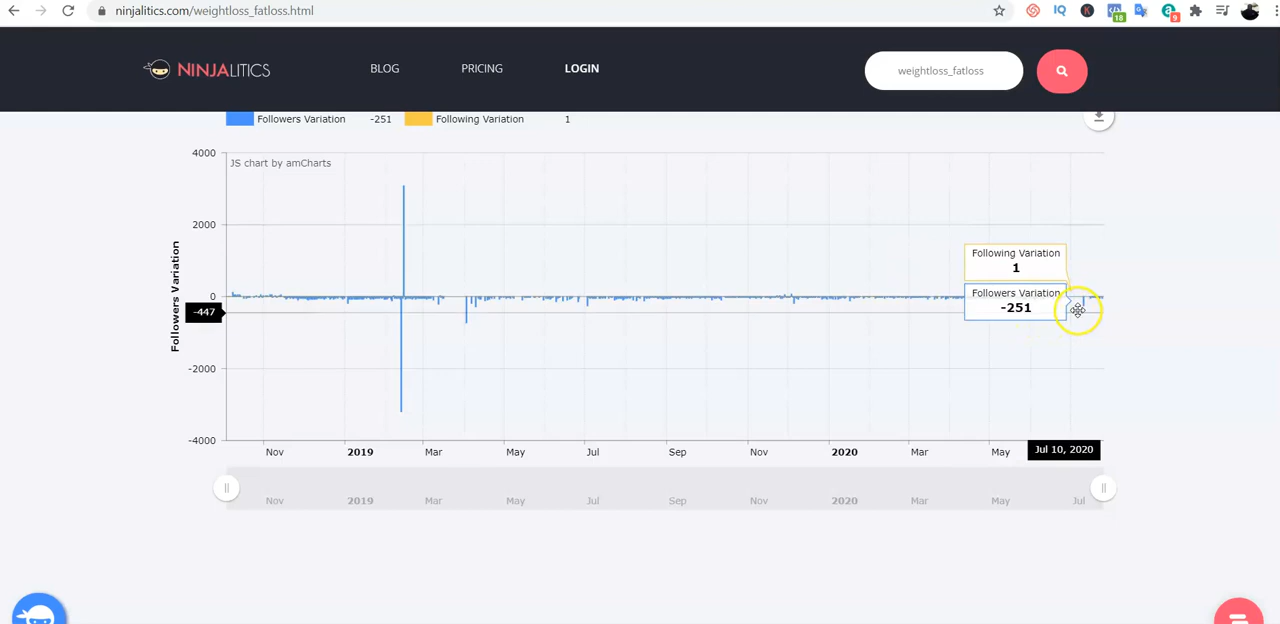 ninjalitics.com/weightloss_fatloss.html
IQ
K
18
9
NINJALITICS
BLOG
PRICING
LOGIN
weightloss_fatloss
Followers Variation -251 Following Variation 1
JS chart by amCharts
Followers Variation
4000
2000
0
-447
-2000
-4000
Following Variation
1
Followers Variation
-251
Nov 2019 Mar May Jul Sep Nov 2020 Mar May Jul 10, 2020
Nov 2019 Mar May Jul Sep Nov 2020 Mar May Jul